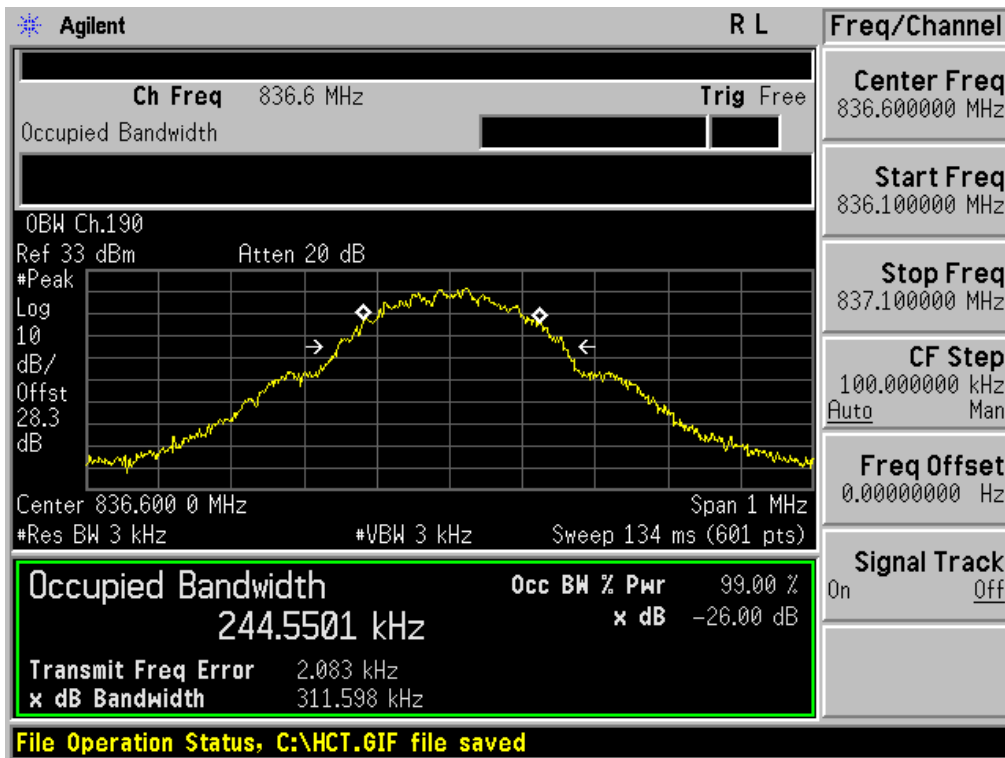 Agilent R L Freq/Channel
Ch Freq 836.6 MHz Trig Free
Occupied Bandwidth
Center Freq
836.600000 MHz
Start Freq
836.100000 MHz
Stop Freq
837.100000 MHz
CF Step
100.000000 kHz
Auto Man
Freq Offset
0.00000000 Hz
Signal Track
On Off
OBW Ch.190
Ref 33 dBm Atten 20 dB
#Peak
Log
10
dB/
Offst
28.3
dB
Center 836.600 0 MHz Span 1 MHz
#Res BW 3 kHz #VBW 3 kHz Sweep 134 ms (601 pts)
Occupied Bandwidth Occ BW % Pwr 99.00 %
244.5501 kHz x dB -26.00 dB
Transmit Freq Error 2.083 kHz
x dB Bandwidth 311.598 kHz
File Operation Status, C:\HCT.GIF file saved